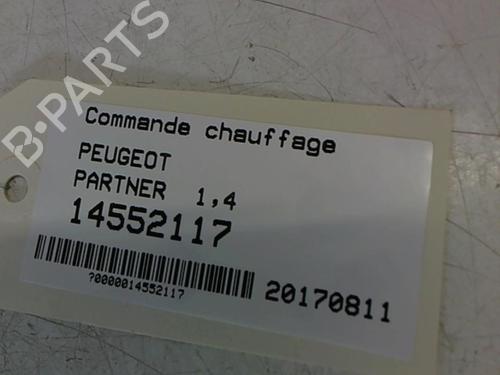 B-PARTS
Commande chauffage
PEUGEOT
PARTNER 1,4
14552117
?0000014552117
20170811